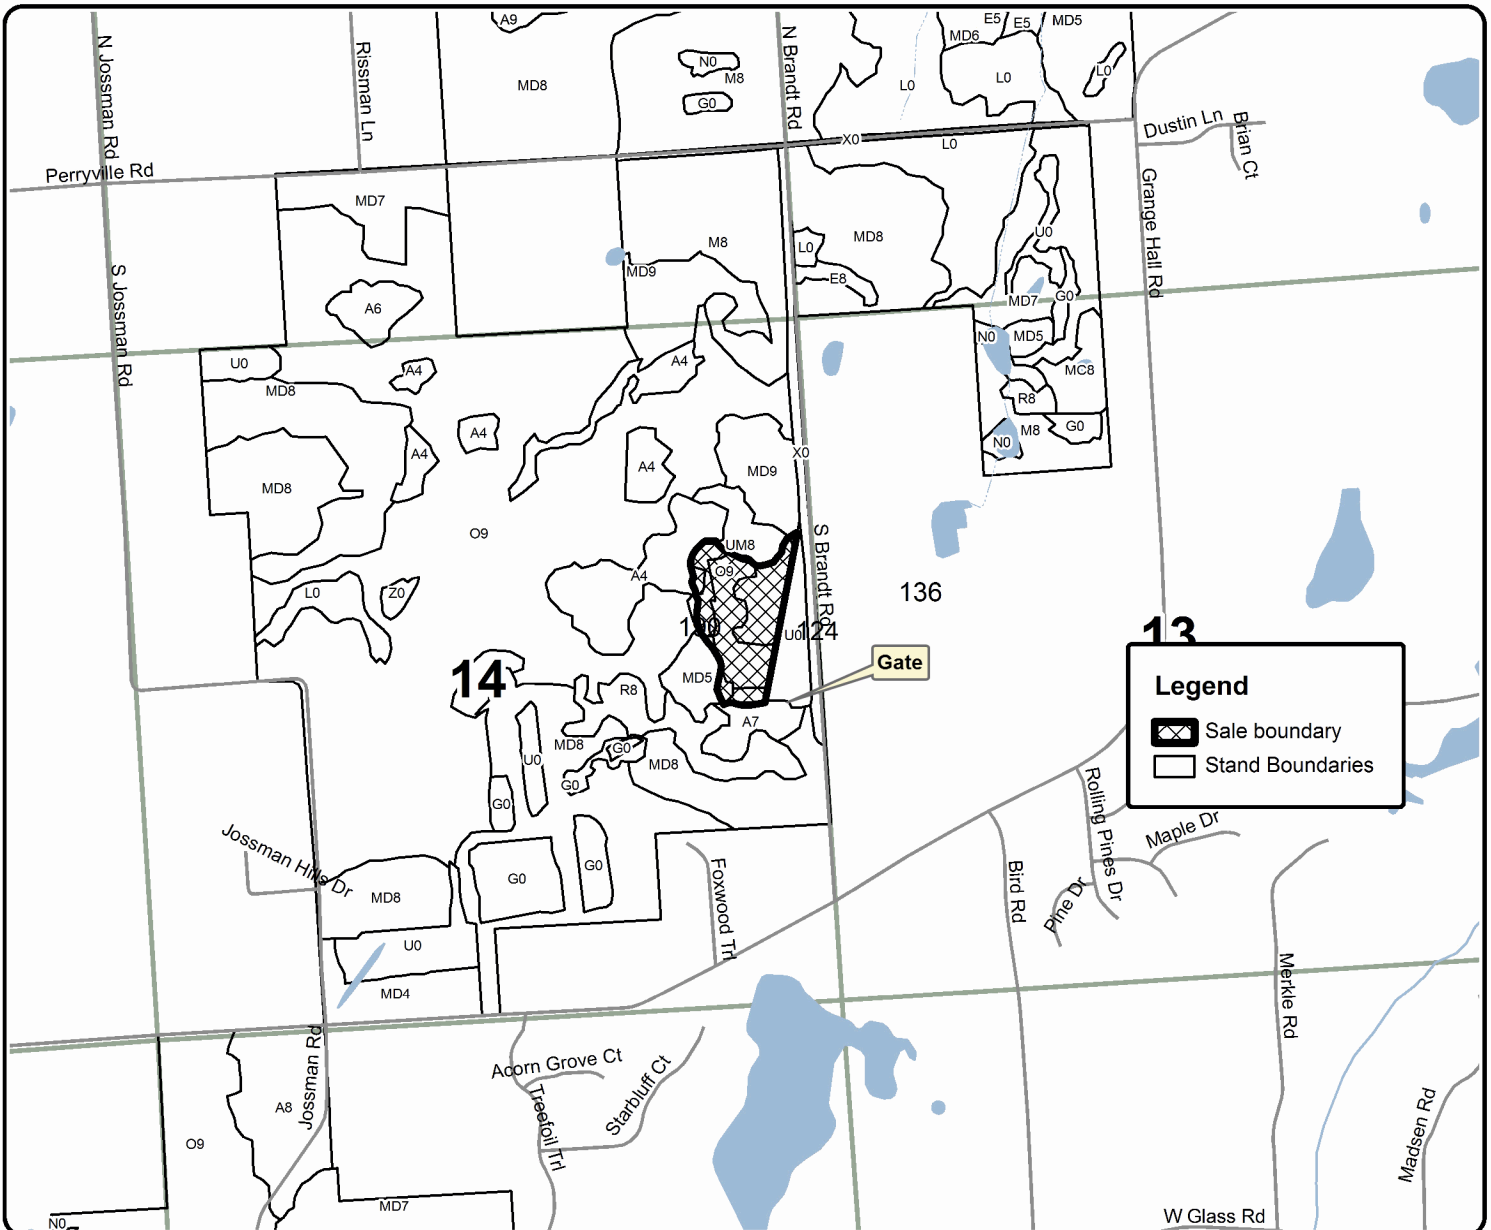 A9
E5
E5
MD5
MD6
N Jossman Rd
Rissman Ln
N Brandt Rd
N0
M8
MD8
G0
L0
L0
L0
Dustin Ln
Brian Ct
X0
L0
Perryville Rd
MD7
Grange Hall Rd
U0
MD8
L0
M8
MD9
E8
S Jossman Rd
A6
MD7
G0
N0
MD5
U0
A4
A4
MC8
MD8
R8
A4
M8
G0
N0
A4
A4
X0
MD9
MD8
O9
S Brandt Rd
UM8
O9
A4
L0
Z0
136
124
U0
13
Gate
14
MD5
R8
Legend
Sale boundary
Stand Boundaries
A7
MD8
G0
U0
MD8
G0
G0
Rolling Pines Dr
Maple Dr
Jossman Hills Dr
G0
G0
MD8
Foxwood Trl
Bird Rd
Pine Dr
U0
MD4
Merkle Rd
Jossman Rd
Acorn Grove Ct
Starbluff Ct
Treefoil Trl
A8
O9
Madsen Rd
MD7
W Glass Rd
N0